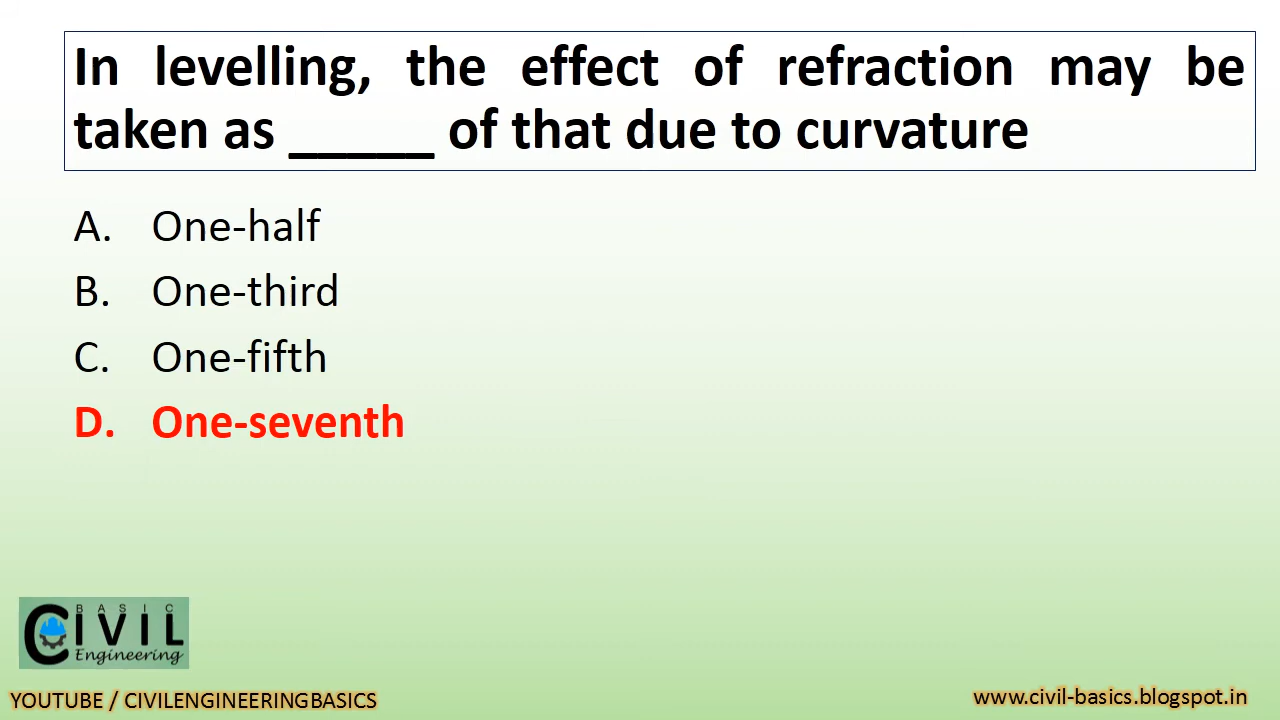 In levelling, the effect of refraction may be
taken as _____ of that due to curvature
A. One-half
B. One-third
C. One-fifth
D. One-seventh
BASIC
CIVIL
Engineering
YOUTUBE / CIVILENGINEERINGBASICS
www.civil-basics.blogspot.in